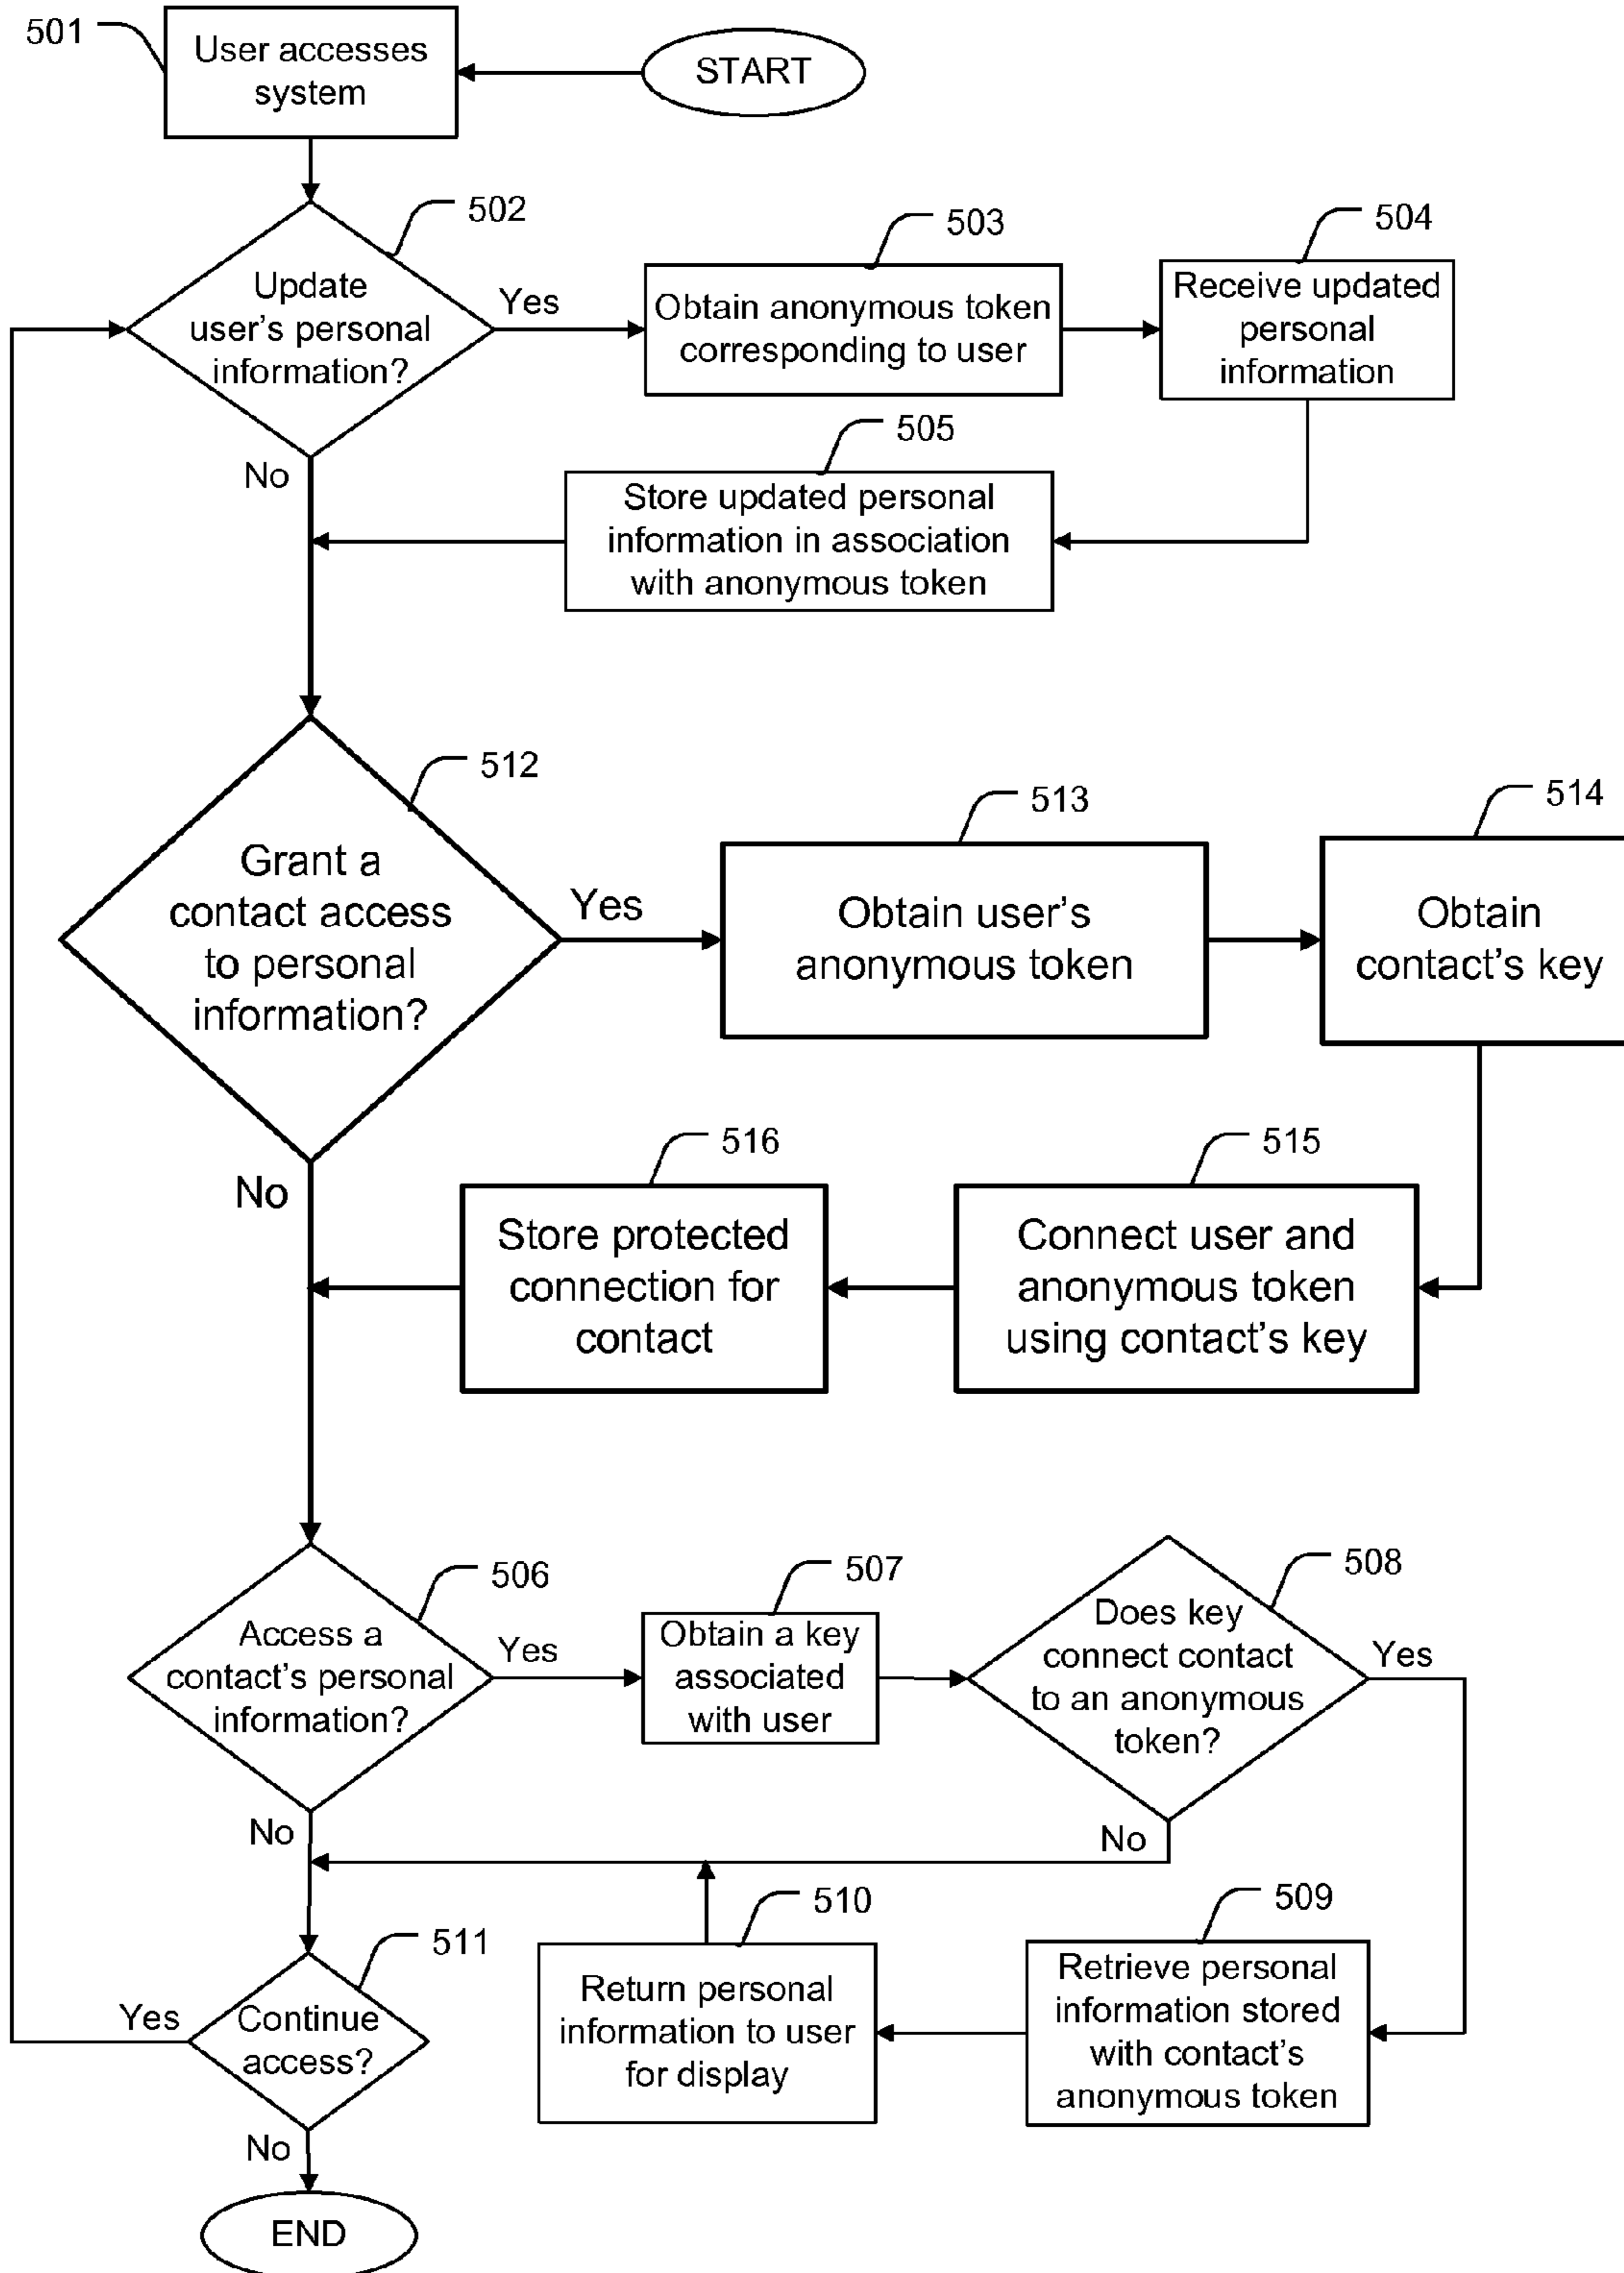 501
User accesses
system
START
502
Update
user's personal
information?
Yes
503
Obtain anonymous token
corresponding to user
504
Receive updated
personal
information
No
505
Store updated personal
information in association
with anonymous token
512
Grant a
contact access
to personal
information?
Yes
513
Obtain user's
anonymous token
514
Obtain
contact's key
No
516
Store protected
connection for
contact
515
Connect user and
anonymous token
using contact's key
506
Access a
contact's personal
information?
Yes
507
Obtain a key
associated
with user
508
Does key
connect contact
to an anonymous
token?
Yes
No
No
510
Return personal
information to user
for display
509
Retrieve personal
information stored
with contact's
anonymous token
511
Continue
access?
Yes
No
END